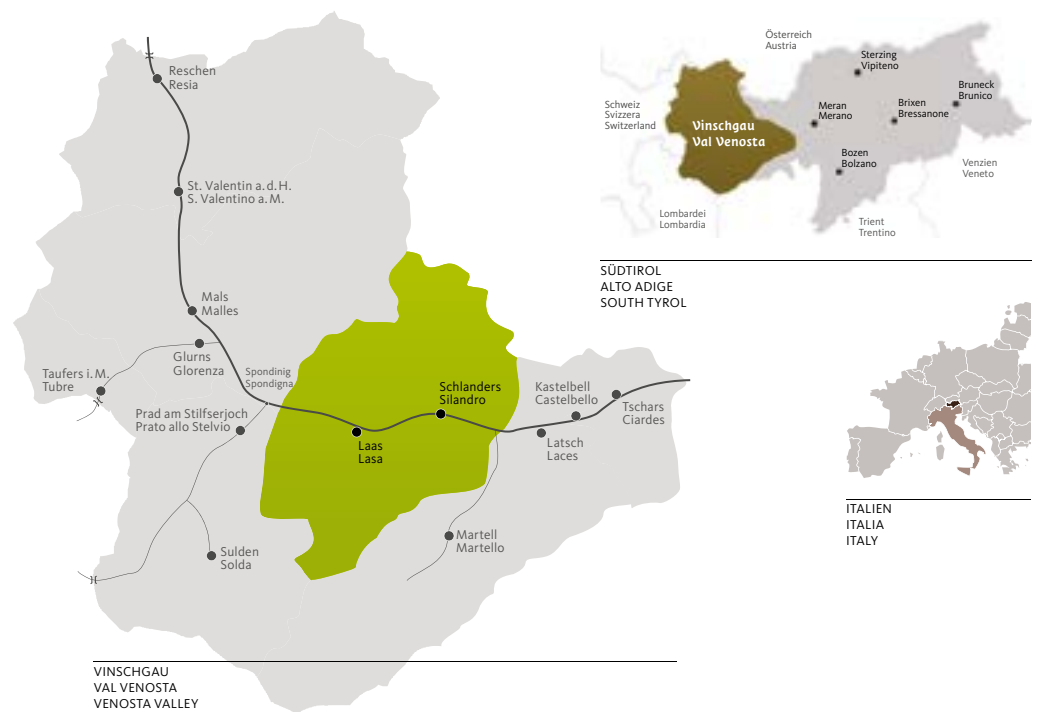 Reschen
Resia
St. Valentin a.d.H.
S. Valentino a.M.
Mals
Malles
Glurns
Glorenza
Taufers i.M.
Tubre
Spondinig
Spondigna
Prad am Stilfserjoch
Prato allo Stelvio
Schlanders
Silandro
Laas
Lasa
Kastelbell
Castelbello
Tschars
Ciardes
Latsch
Laces
Martell
Martello
Sulden
Solda
VINSCHGAU
VAL VENOSTA
VENOSTA VALLEY
Österreich
Austria
Sterzing
Vipiteno
Bruneck
Brunico
Schweiz
Svizzera
Switzerland
Vinschgau
Val Venosta
Meran
Merano
Brixen
Bressanone
Bozen
Bolzano
Venzien
Veneto
Lombardei
Lombardia
Trient
Trentino
SÜDTIROL
ALTO ADIGE
SOUTH TYROL
ITALIEN
ITALIA
ITALY